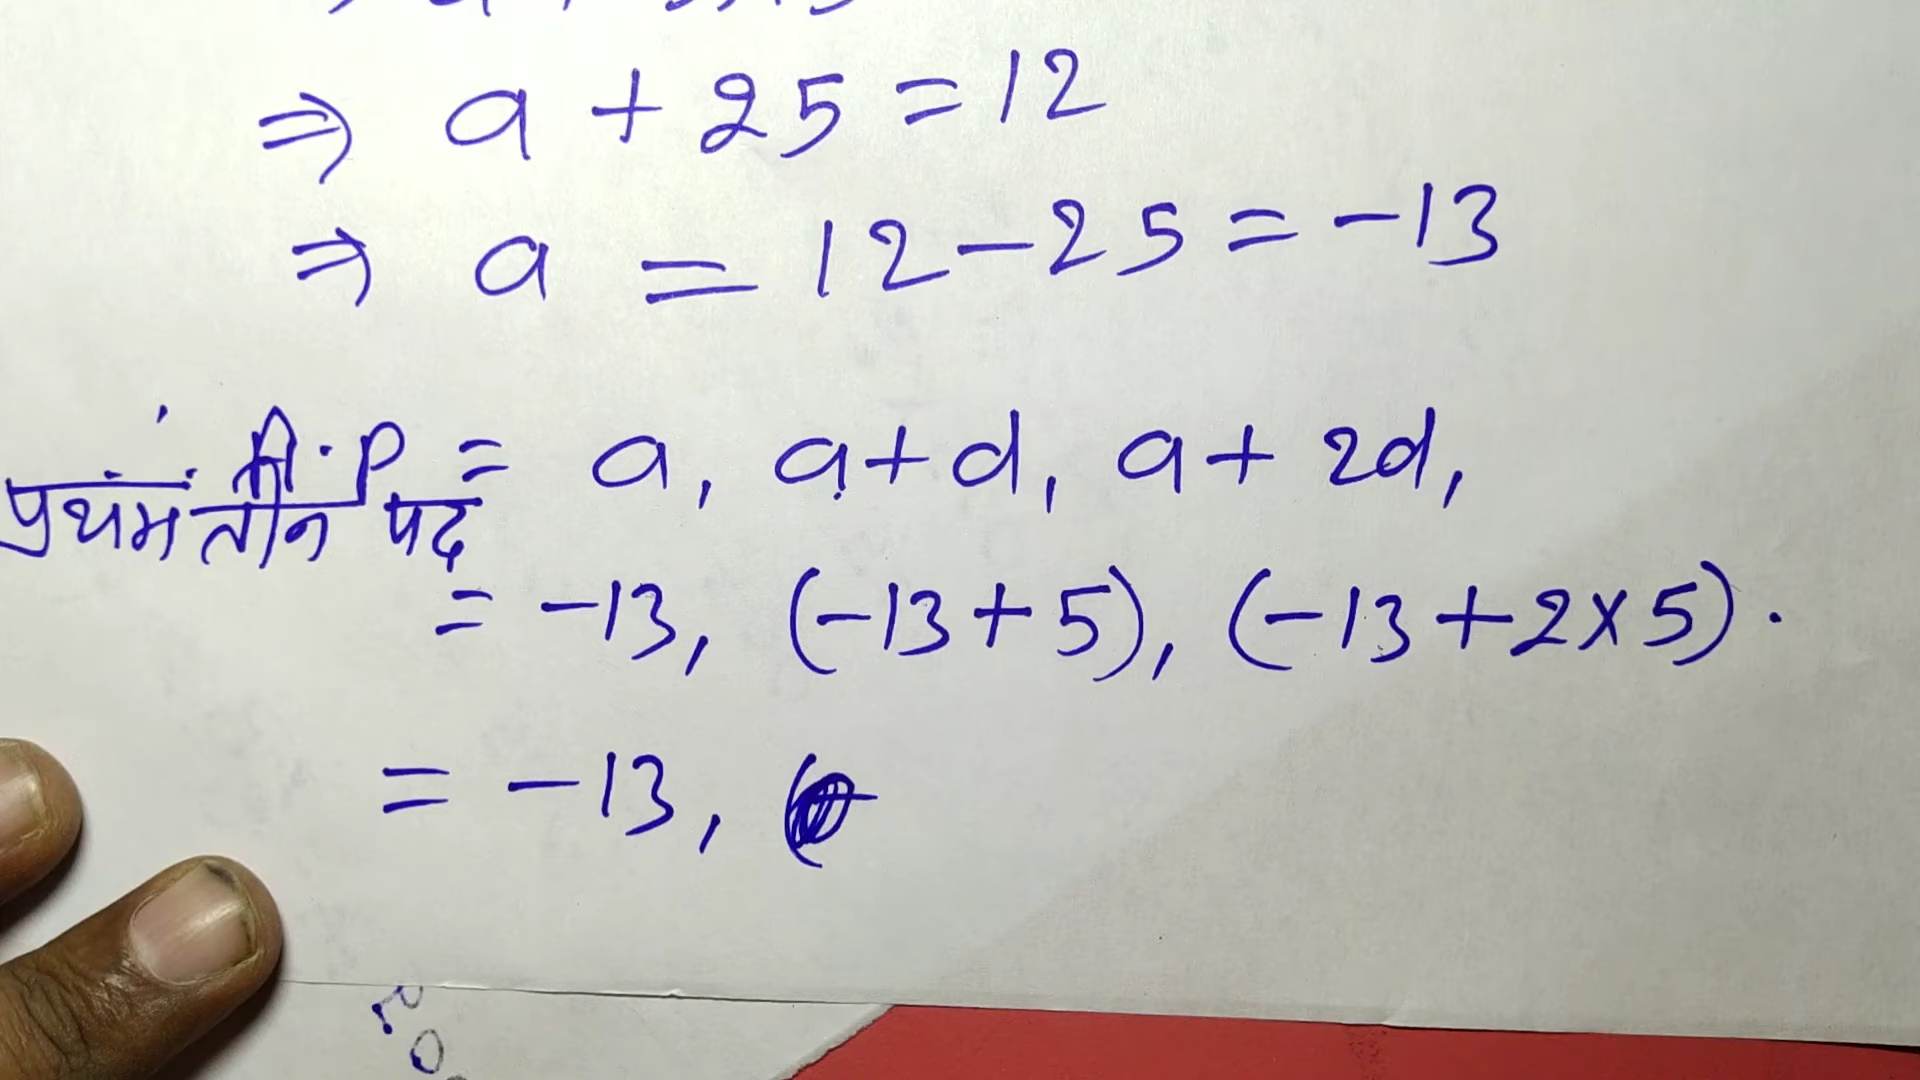 ⇒ a + 25 = 12
⇒ a = 12 - 25 = -13
A.P = a, a+d, a+2d,
प्रथम तीन पद
= -13, (-13+5), (-13+2×5).
= -13,